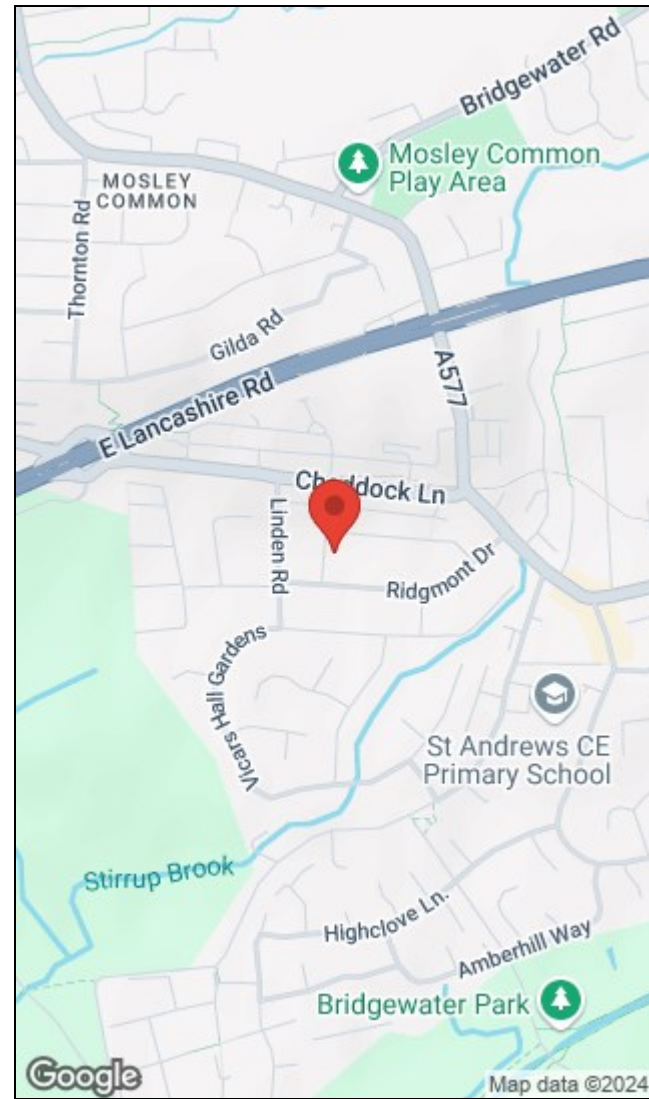 Bridgewater Rd
Mosley Common
Play Area
MOSLEY
COMMON
Thornton Rd
Gilda Rd
E Lancashire Rd
A577
Chaddock Ln
Linden Rd
Ridgmont Dr
Vicars Hall Gardens
St Andrews CE
Primary School
Stirrup Brook
Highclove Ln.
Amberhill Way
Bridgewater Park
Google
Map data ©2024